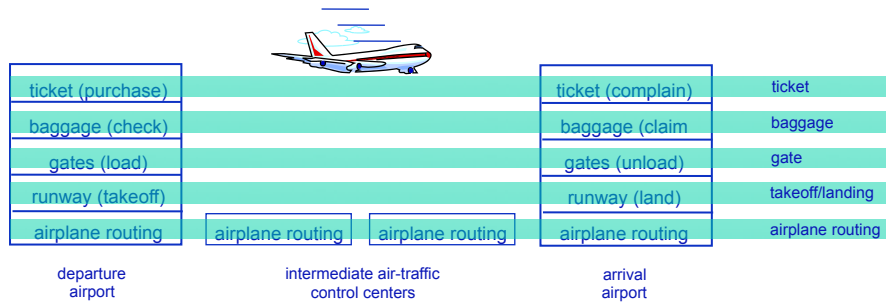 ticket (purchase)
ticket (complain)
ticket
baggage (check)
baggage (claim
baggage
gates (load)
gates (unload)
gate
runway (takeoff)
runway (land)
takeoff/landing
airplane routing
airplane routing
airplane routing
airplane routing
airplane routing
departure
airport
intermediate air-traffic
control centers
arrival
airport